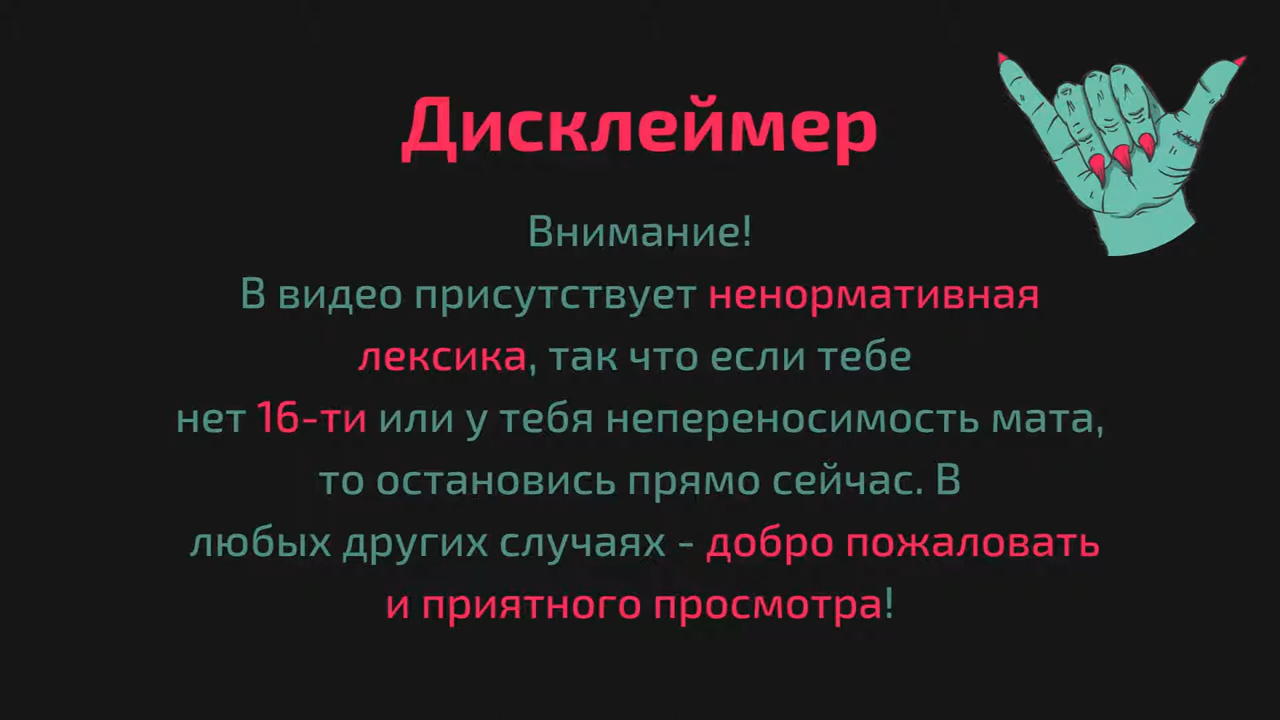 Дисклеймер
Внимание!
В видео присутствует ненормативная
лексика, так что если тебе
нет 16-ти или у тебя непереносимость мата,
то остановись прямо сейчас. В
любых других случаях - добро пожаловать
и приятного просмотра!